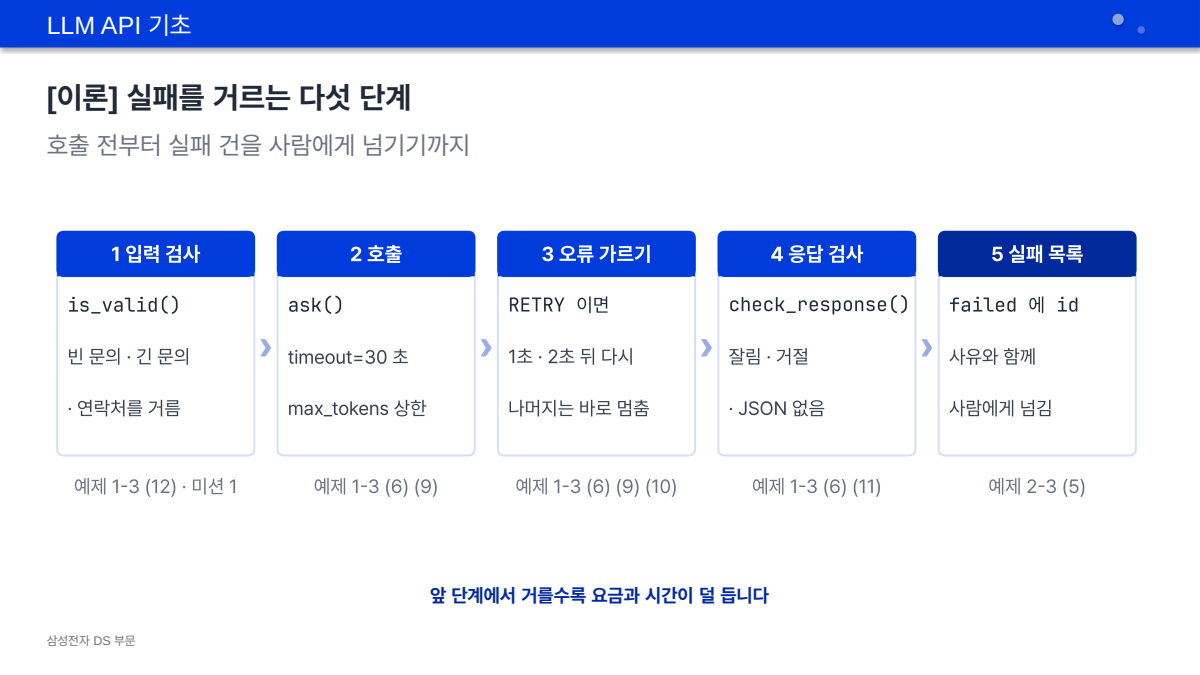 LLM API 기초
[이론] 실패를 거르는 다섯 단계
호출 전부터 실패 건을 사람에게 넘기기까지
1 입력 검사
is_valid()
빈 문의 · 긴 문의
· 연락처를 거름
예제 1-3 (12) · 미션 1
2 호출
ask()
timeout=30 초
max_tokens 상한
예제 1-3 (6) (9)
3 오류 가르기
RETRY 이면
1초 · 2초 뒤 다시
나머지는 바로 멈춤
예제 1-3 (6) (9) (10)
4 응답 검사
check_response()
잘림 · 거절
· JSON 없음
예제 1-3 (6) (11)
5 실패 목록
failed 에 id
사유와 함께
사람에게 넘김
예제 2-3 (5)
앞 단계에서 거를수록 요금과 시간이 덜 듭니다
삼성전자 DS 부문